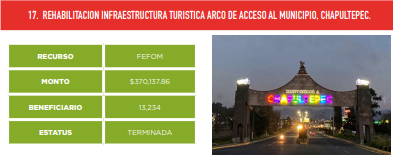 17. REHABILITACION INFRAESTRUCTURA TURISTICA ARCO DE ACCESO AL MUNICIPIO, CHAPULTEPEC.
RECURSO FEFOM
MONTO $370,137.86
BENEFICIARIO 13,234
ESTATUS TERMINADA
BIENVENIDOS A
CHAPULTEPEC